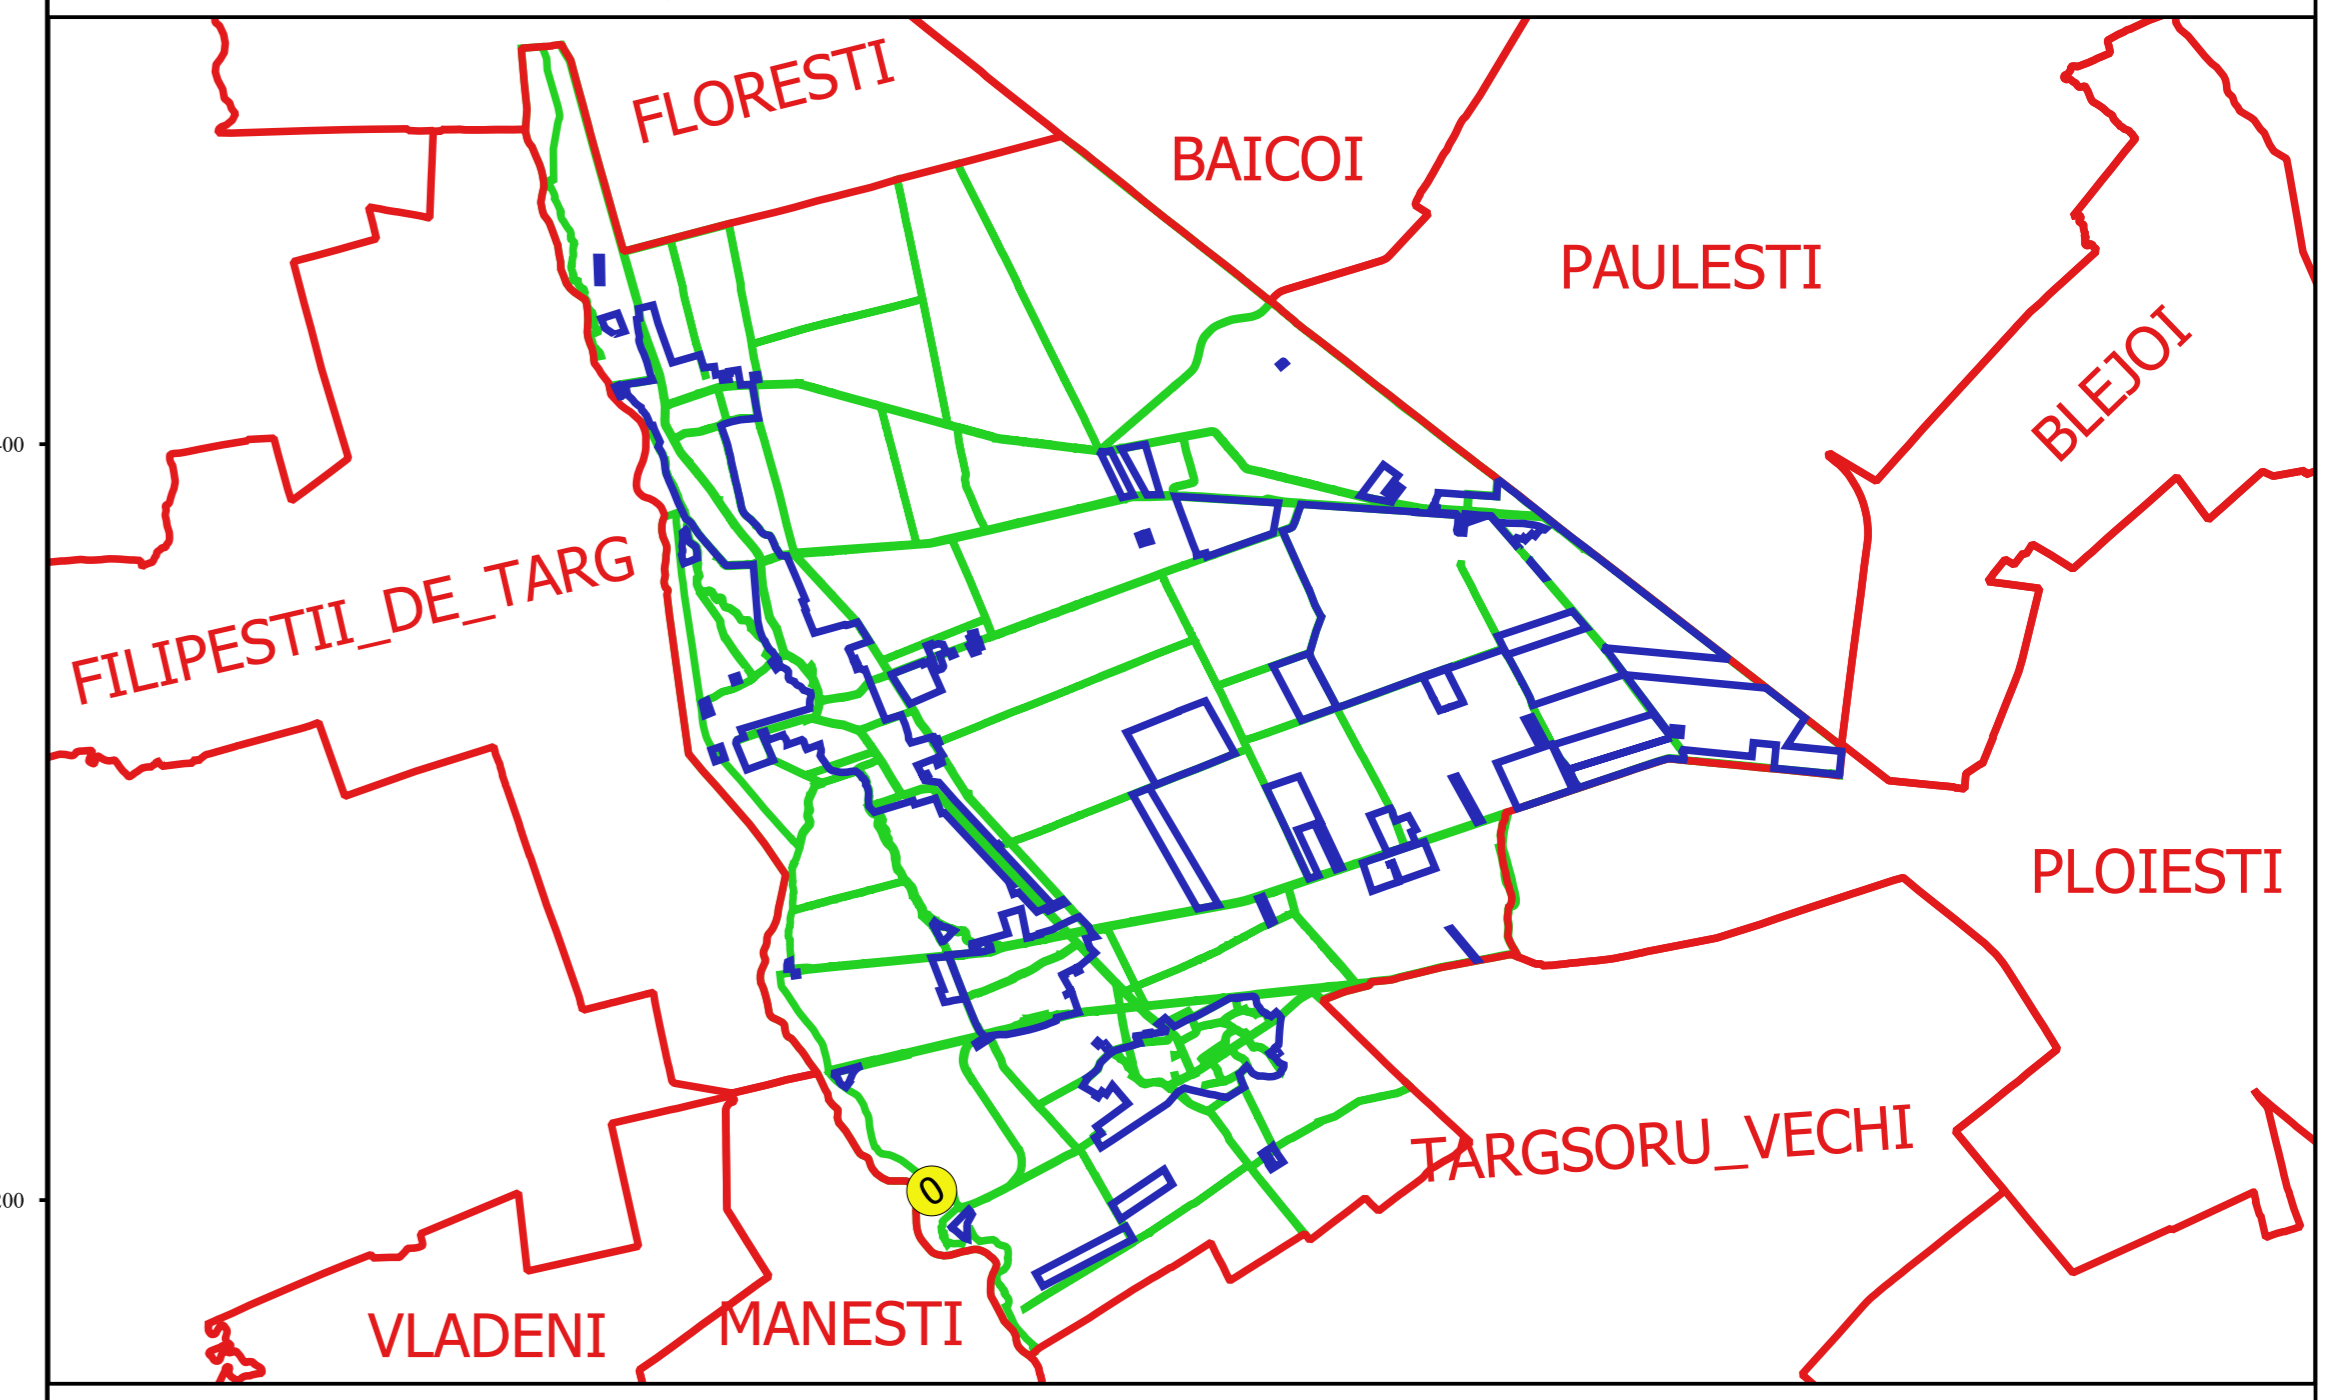 FLORESTI
BAICOI
PAULESTI
BLEJOI
FILIPESTII_DE_TARG
PLOIESTI
TARGSORU_VECHI
0
VLADENI
MANESTI